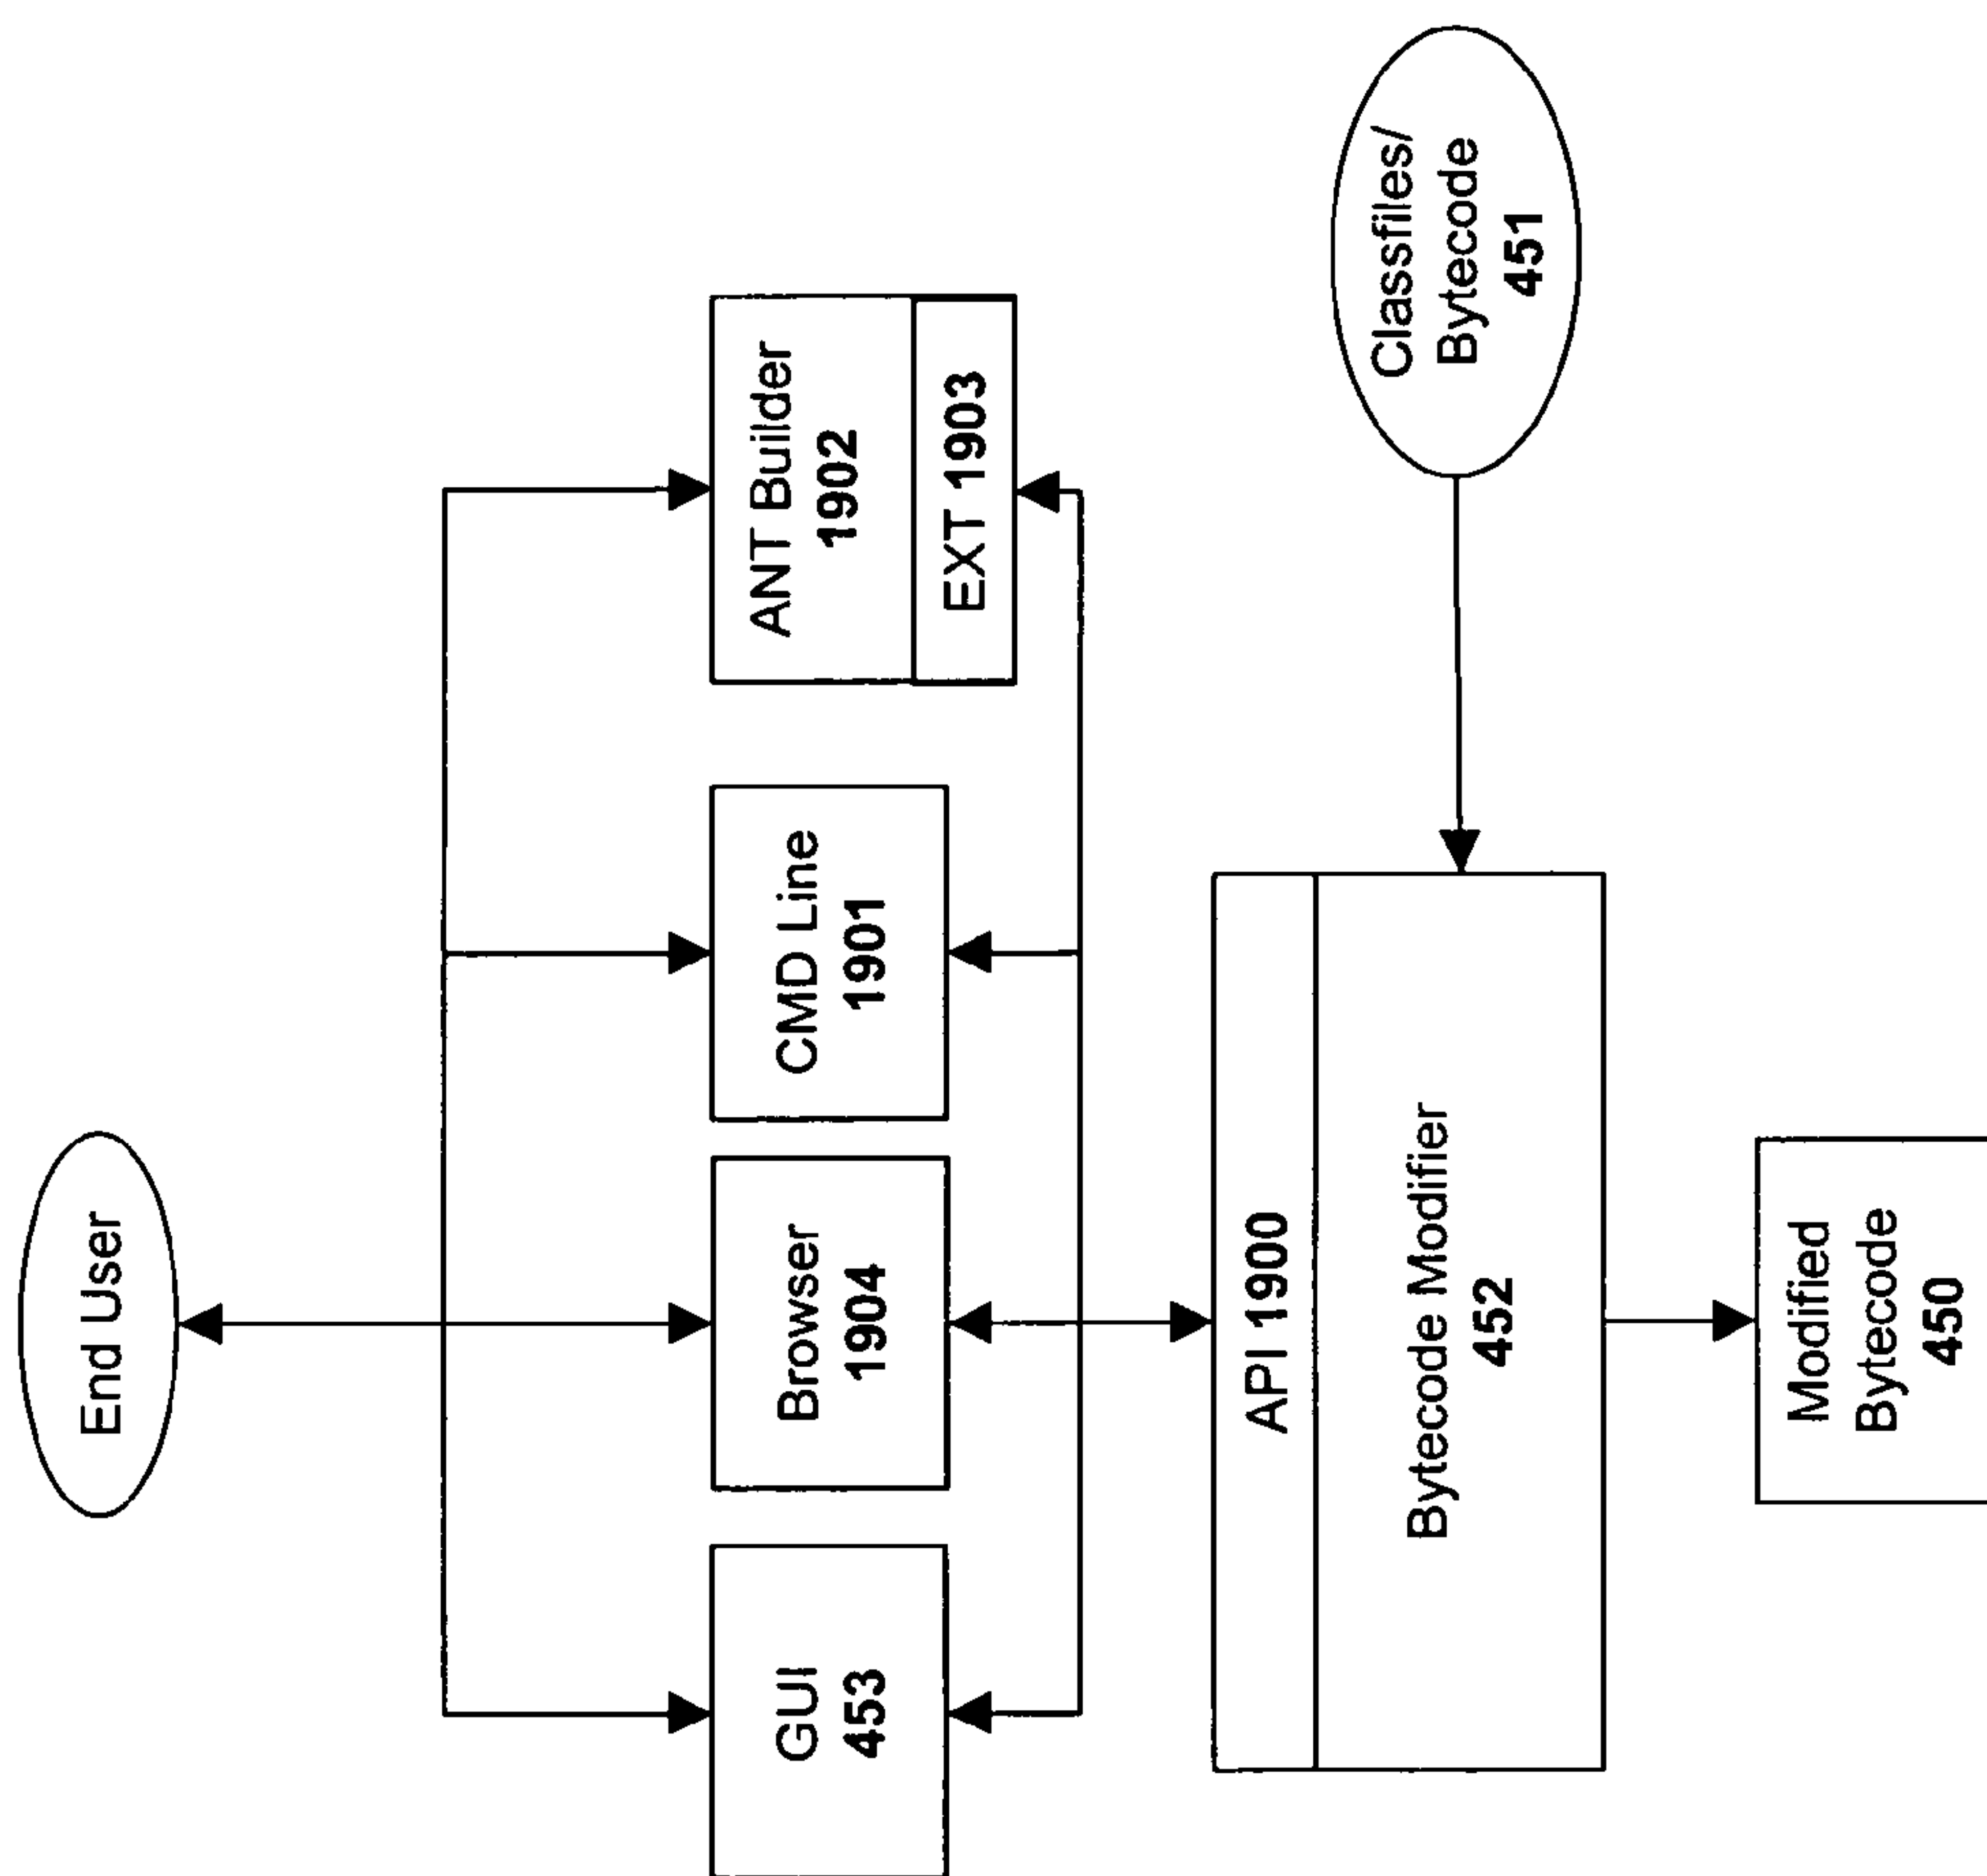 End User
GUI
453
Browser
1904
CMD Line
1901
ANT Builder
1902
EXT 1903
API 1900
Bytecode Modifier
452
Classfiles/
Bytecode
451
Modified
Bytecode
450